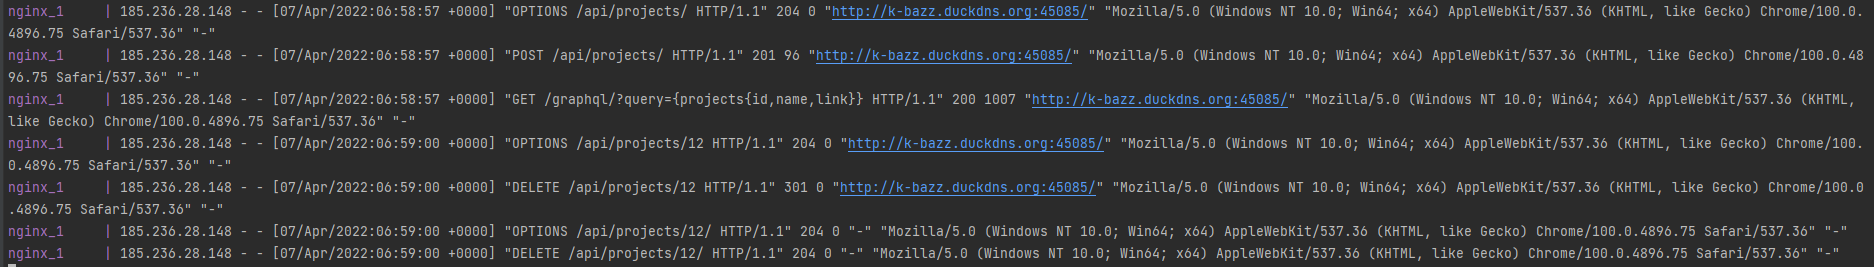 nginx_1     | 185.236.28.148 - - [07/Apr/2022:06:58:57 +0000] "OPTIONS /api/projects/ HTTP/1.1" 204 0 "http://k-bazz.duckdns.org:45085/" "Mozilla/5.0 (Windows NT 10.0; Win64; x64) AppleWebKit/537.36 (KHTML, like Gecko) Chrome/100.0.
4896.75 Safari/537.36" "-"
nginx_1     | 185.236.28.148 - - [07/Apr/2022:06:58:57 +0000] "POST /api/projects/ HTTP/1.1" 201 96 "http://k-bazz.duckdns.org:45085/" "Mozilla/5.0 (Windows NT 10.0; Win64; x64) AppleWebKit/537.36 (KHTML, like Gecko) Chrome/100.0.48
96.75 Safari/537.36" "-"
nginx_1     | 185.236.28.148 - - [07/Apr/2022:06:58:57 +0000] "GET /graphql/?query={projects{id,name,link}} HTTP/1.1" 200 1007 "http://k-bazz.duckdns.org:45085/" "Mozilla/5.0 (Windows NT 10.0; Win64; x64) AppleWebKit/537.36 (KHTML,
like Gecko) Chrome/100.0.4896.75 Safari/537.36" "-"
nginx_1     | 185.236.28.148 - - [07/Apr/2022:06:59:00 +0000] "OPTIONS /api/projects/12 HTTP/1.1" 204 0 "http://k-bazz.duckdns.org:45085/" "Mozilla/5.0 (Windows NT 10.0; Win64; x64) AppleWebKit/537.36 (KHTML, like Gecko) Chrome/100.
0.4896.75 Safari/537.36" "-"
nginx_1     | 185.236.28.148 - - [07/Apr/2022:06:59:00 +0000] "DELETE /api/projects/12 HTTP/1.1" 301 0 "http://k-bazz.duckdns.org:45085/" "Mozilla/5.0 (Windows NT 10.0; Win64; x64) AppleWebKit/537.36 (KHTML, like Gecko) Chrome/100.0
.4896.75 Safari/537.36" "-"
nginx_1     | 185.236.28.148 - - [07/Apr/2022:06:59:00 +0000] "OPTIONS /api/projects/12/ HTTP/1.1" 204 0 "-" "Mozilla/5.0 (Windows NT 10.0; Win64; x64) AppleWebKit/537.36 (KHTML, like Gecko) Chrome/100.0.4896.75 Safari/537.36" "-"
nginx_1     | 185.236.28.148 - - [07/Apr/2022:06:59:00 +0000] "DELETE /api/projects/12/ HTTP/1.1" 204 0 "-" "Mozilla/5.0 (Windows NT 10.0; Win64; x64) AppleWebKit/537.36 (KHTML, like Gecko) Chrome/100.0.4896.75 Safari/537.36" "-"